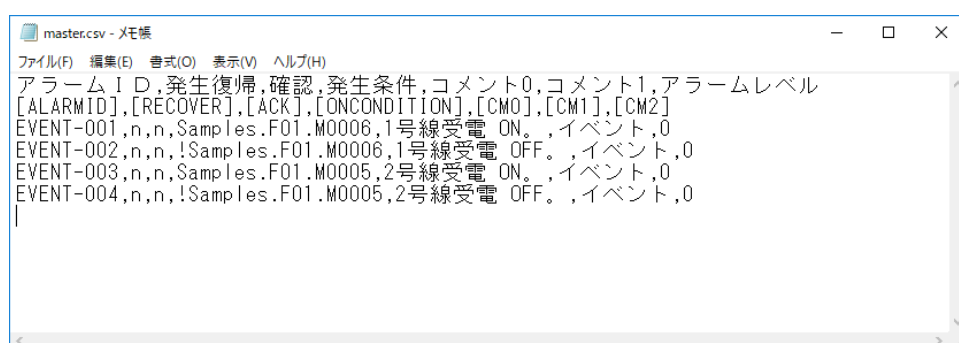 master.csv - メモ帳
ファイル(F) 編集(E) 書式(O) 表示(V) ヘルプ(H)
アラームＩＤ,発生復帰,確認,発生条件,コメント0,コメント1,アラームレベル
[ALARMID],[RECOVER],[ACK],[ONCONDITION],[CM0],[CM1],[CM2]
EVENT-001,n,n,Samples.F01.M0006,1号線受電 ON。,イベント,0
EVENT-002,n,n,!Samples.F01.M0006,1号線受電 OFF。,イベント,0
EVENT-003,n,n,Samples.F01.M0005,2号線受電 ON。,イベント,0
EVENT-004,n,n,!Samples.F01.M0005,2号線受電 OFF。,イベント,0